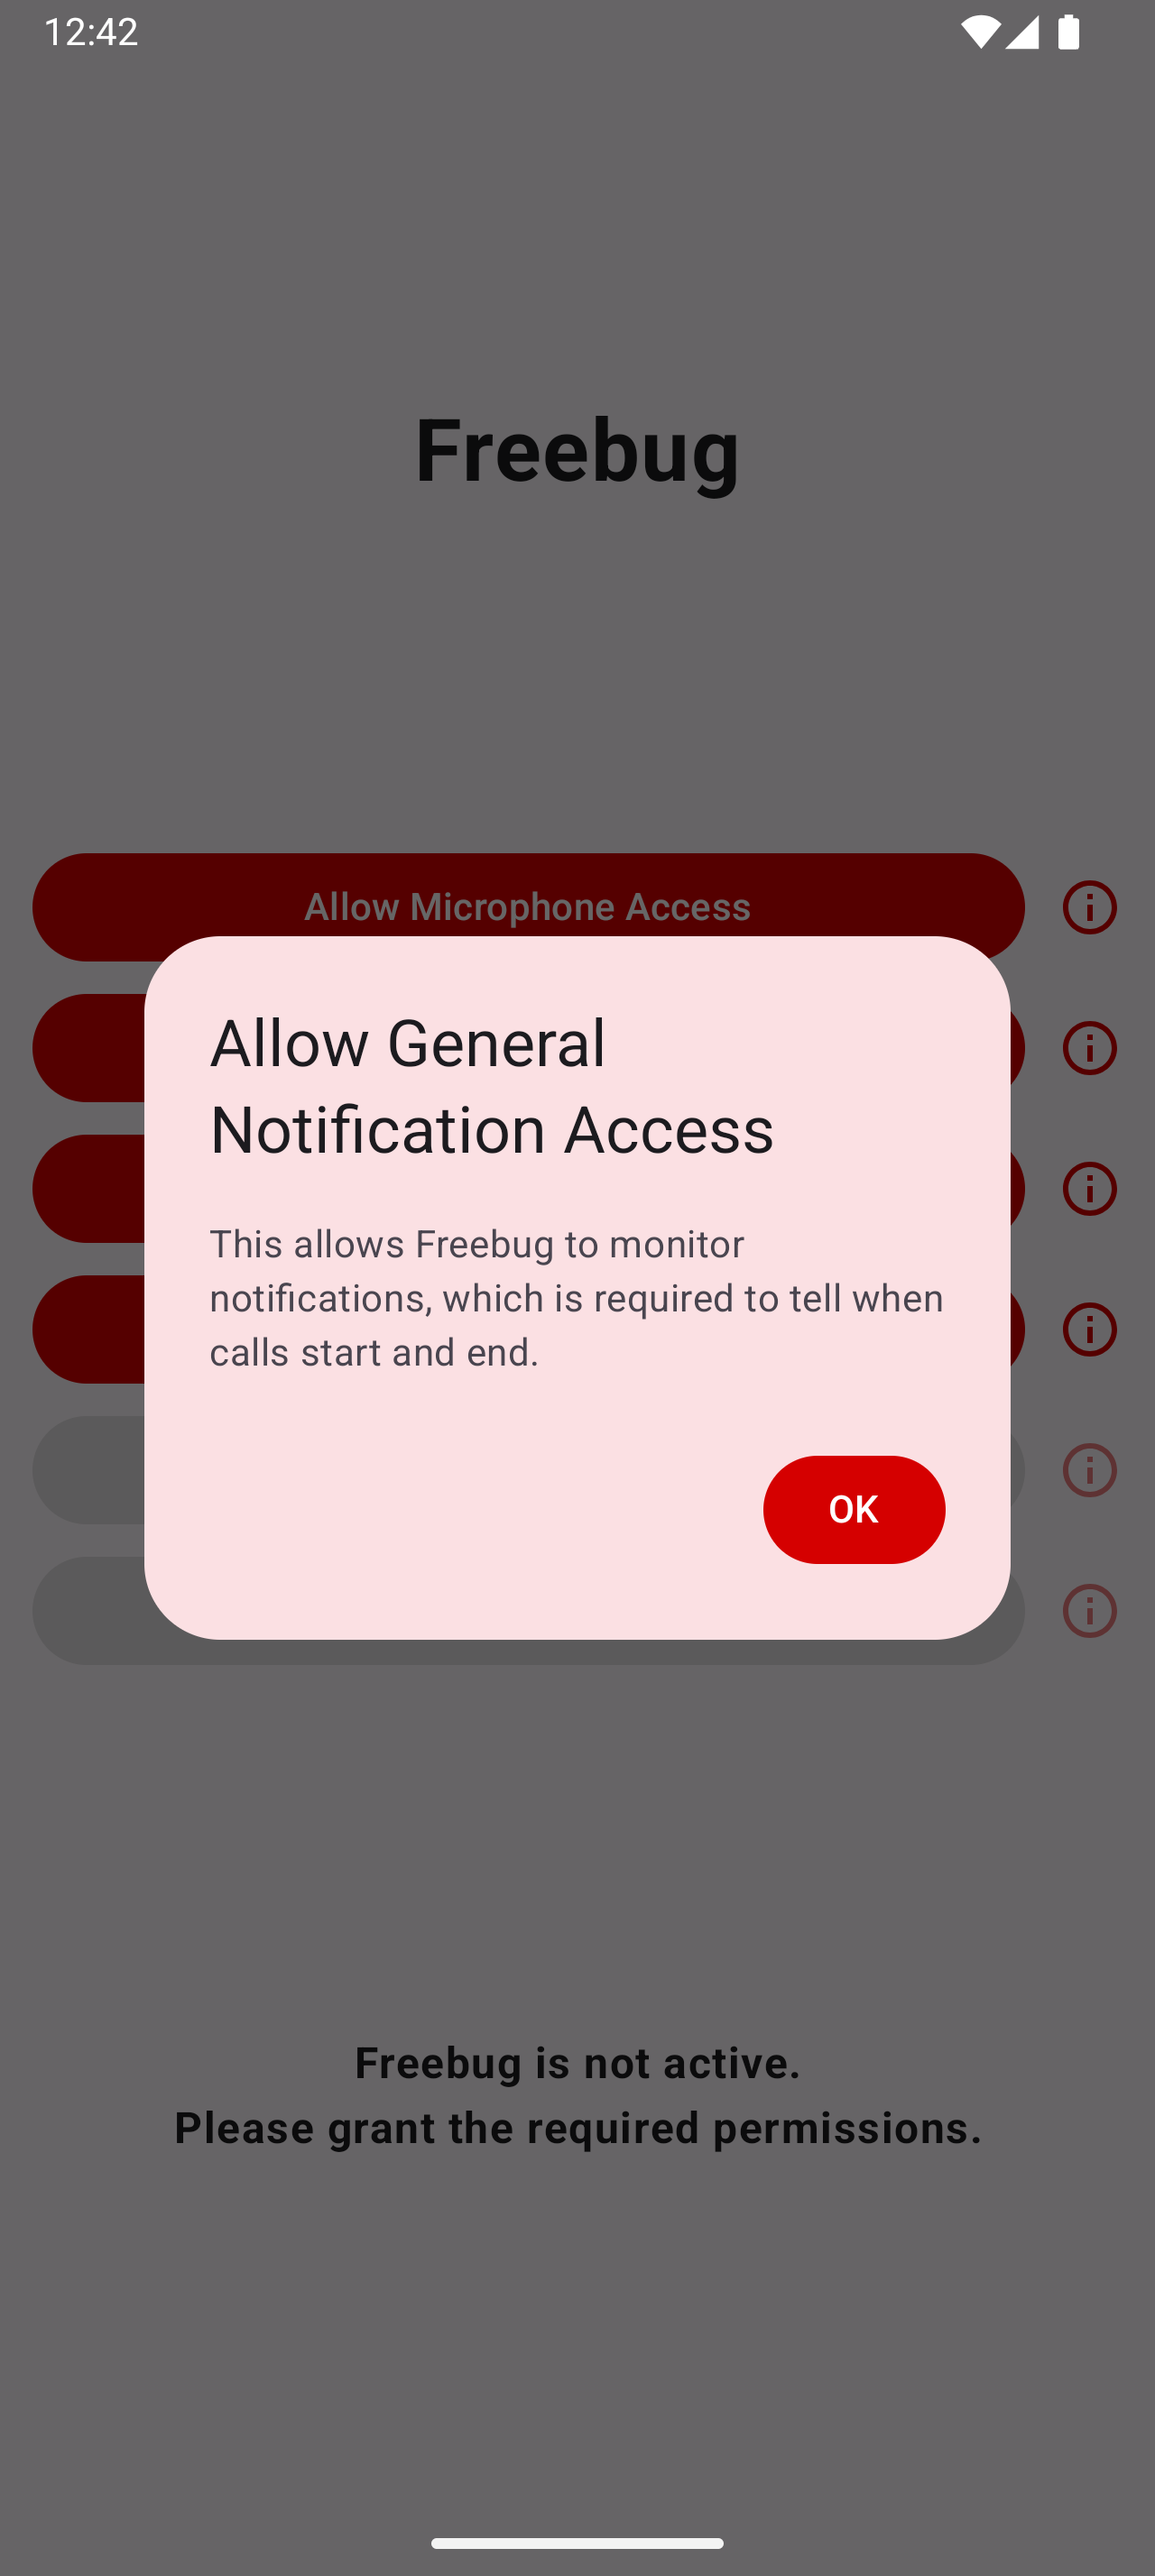 12:42
Freebug
Allow Microphone Access
Allow General
Notification Access
This allows Freebug to monitor
notifications, which is required to tell when
calls start and end.
OK
Freebug is not active.
Please grant the required permissions.